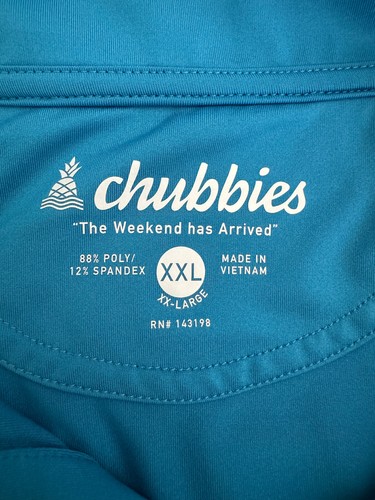 chubbies
"The Weekend has Arrived"
88% POLY/
12% SPANDEX
XXL
XX-LARGE
MADE IN
VIETNAM
RN# 143198